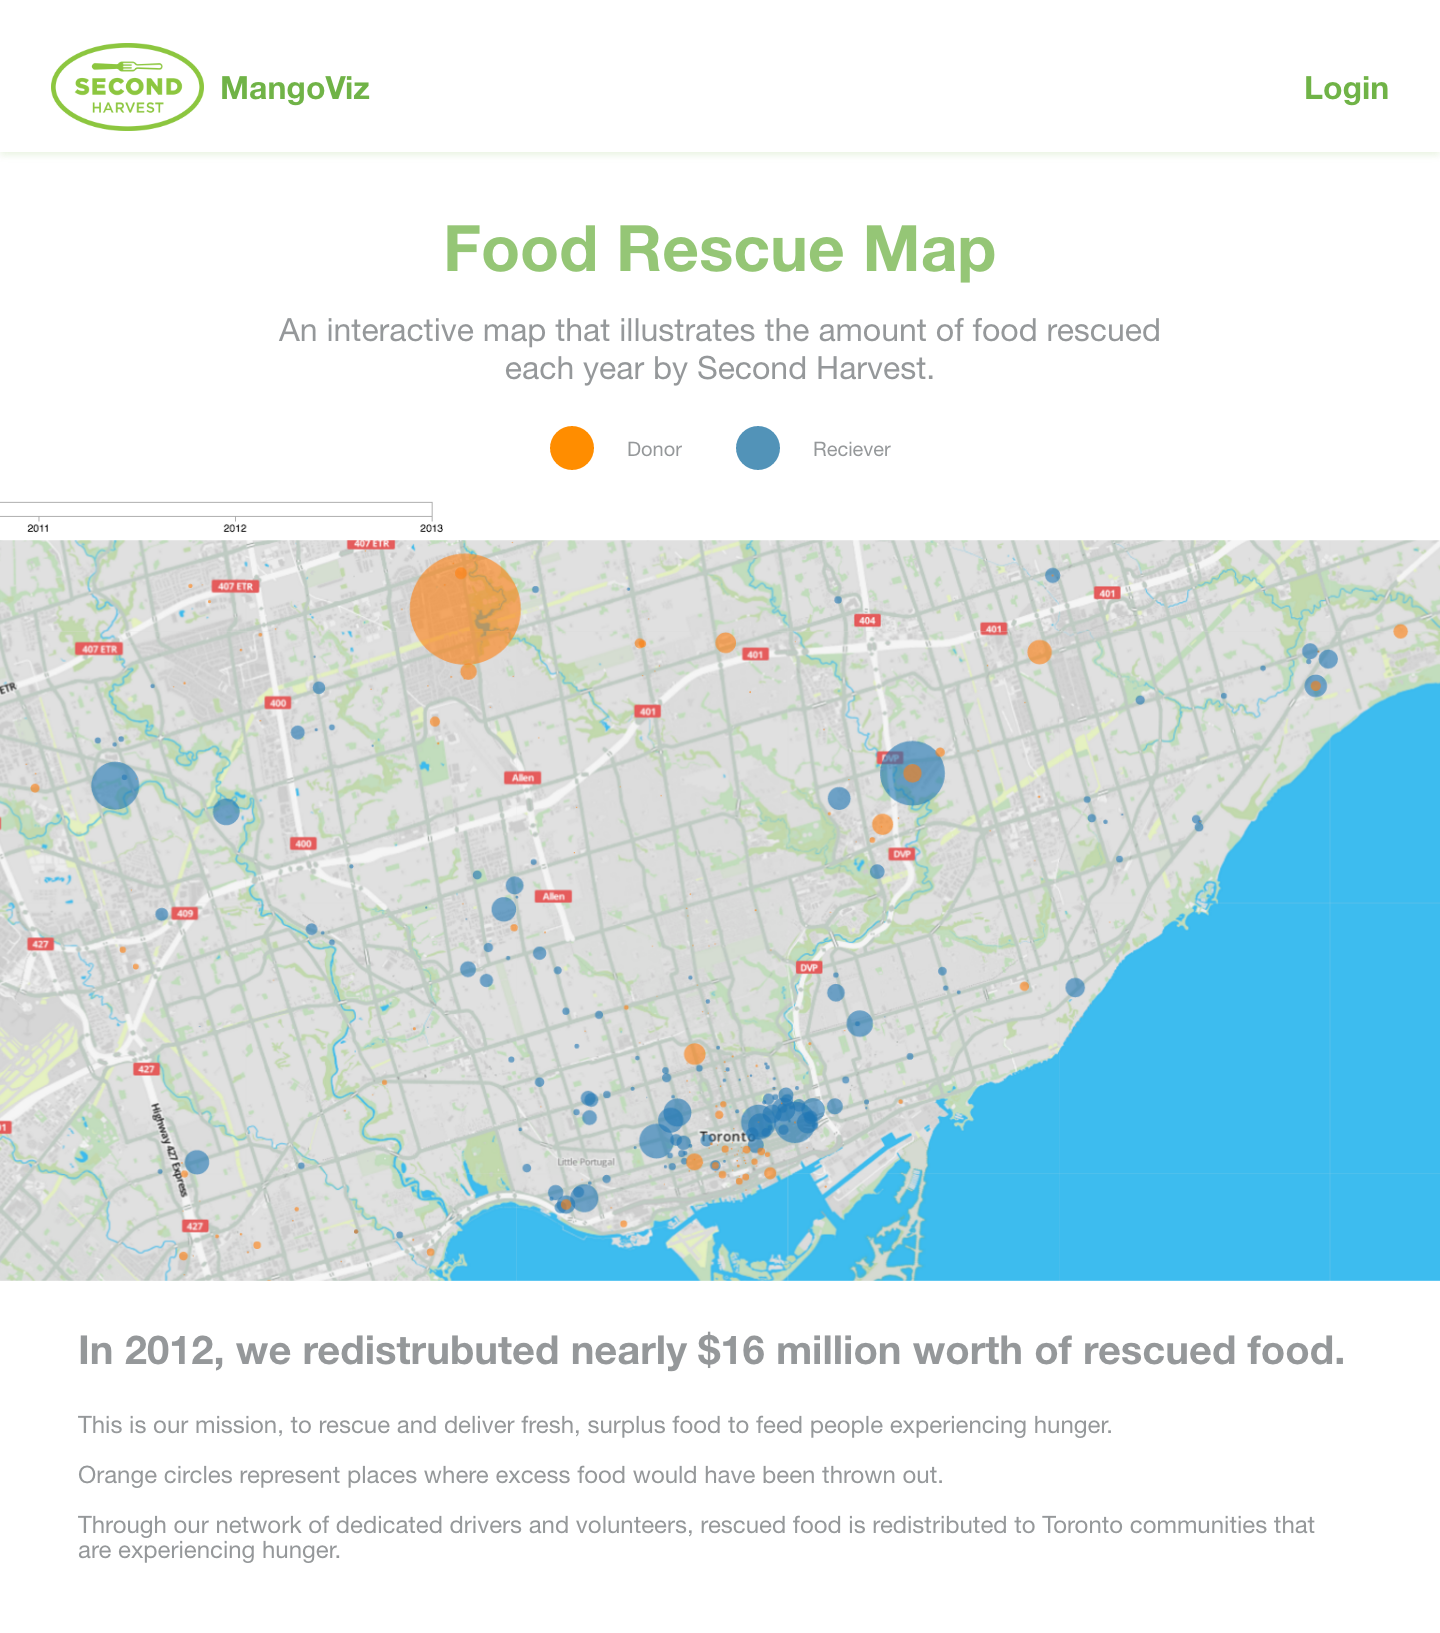 SECOND
HARVEST
MangoViz
Login
Food Rescue Map
An interactive map that illustrates the amount of food rescued
each year by Second Harvest.
Donor
Reciever
2011
2012
2013
407 ETR
407 ETR
401
404
401
407 ETR
401
ETR
400
401
DVP
Allen
400
DVP
Allen
409
427
DVP
427
Highway 427 Express
Toronto
Little Portugal
427
In 2012, we redistrubuted nearly $16 million worth of rescued food.
This is our mission, to rescue and deliver fresh, surplus food to feed people experiencing hunger.
Orange circles represent places where excess food would have been thrown out.
Through our network of dedicated drivers and volunteers, rescued food is redistributed to Toronto communities that
are experiencing hunger.